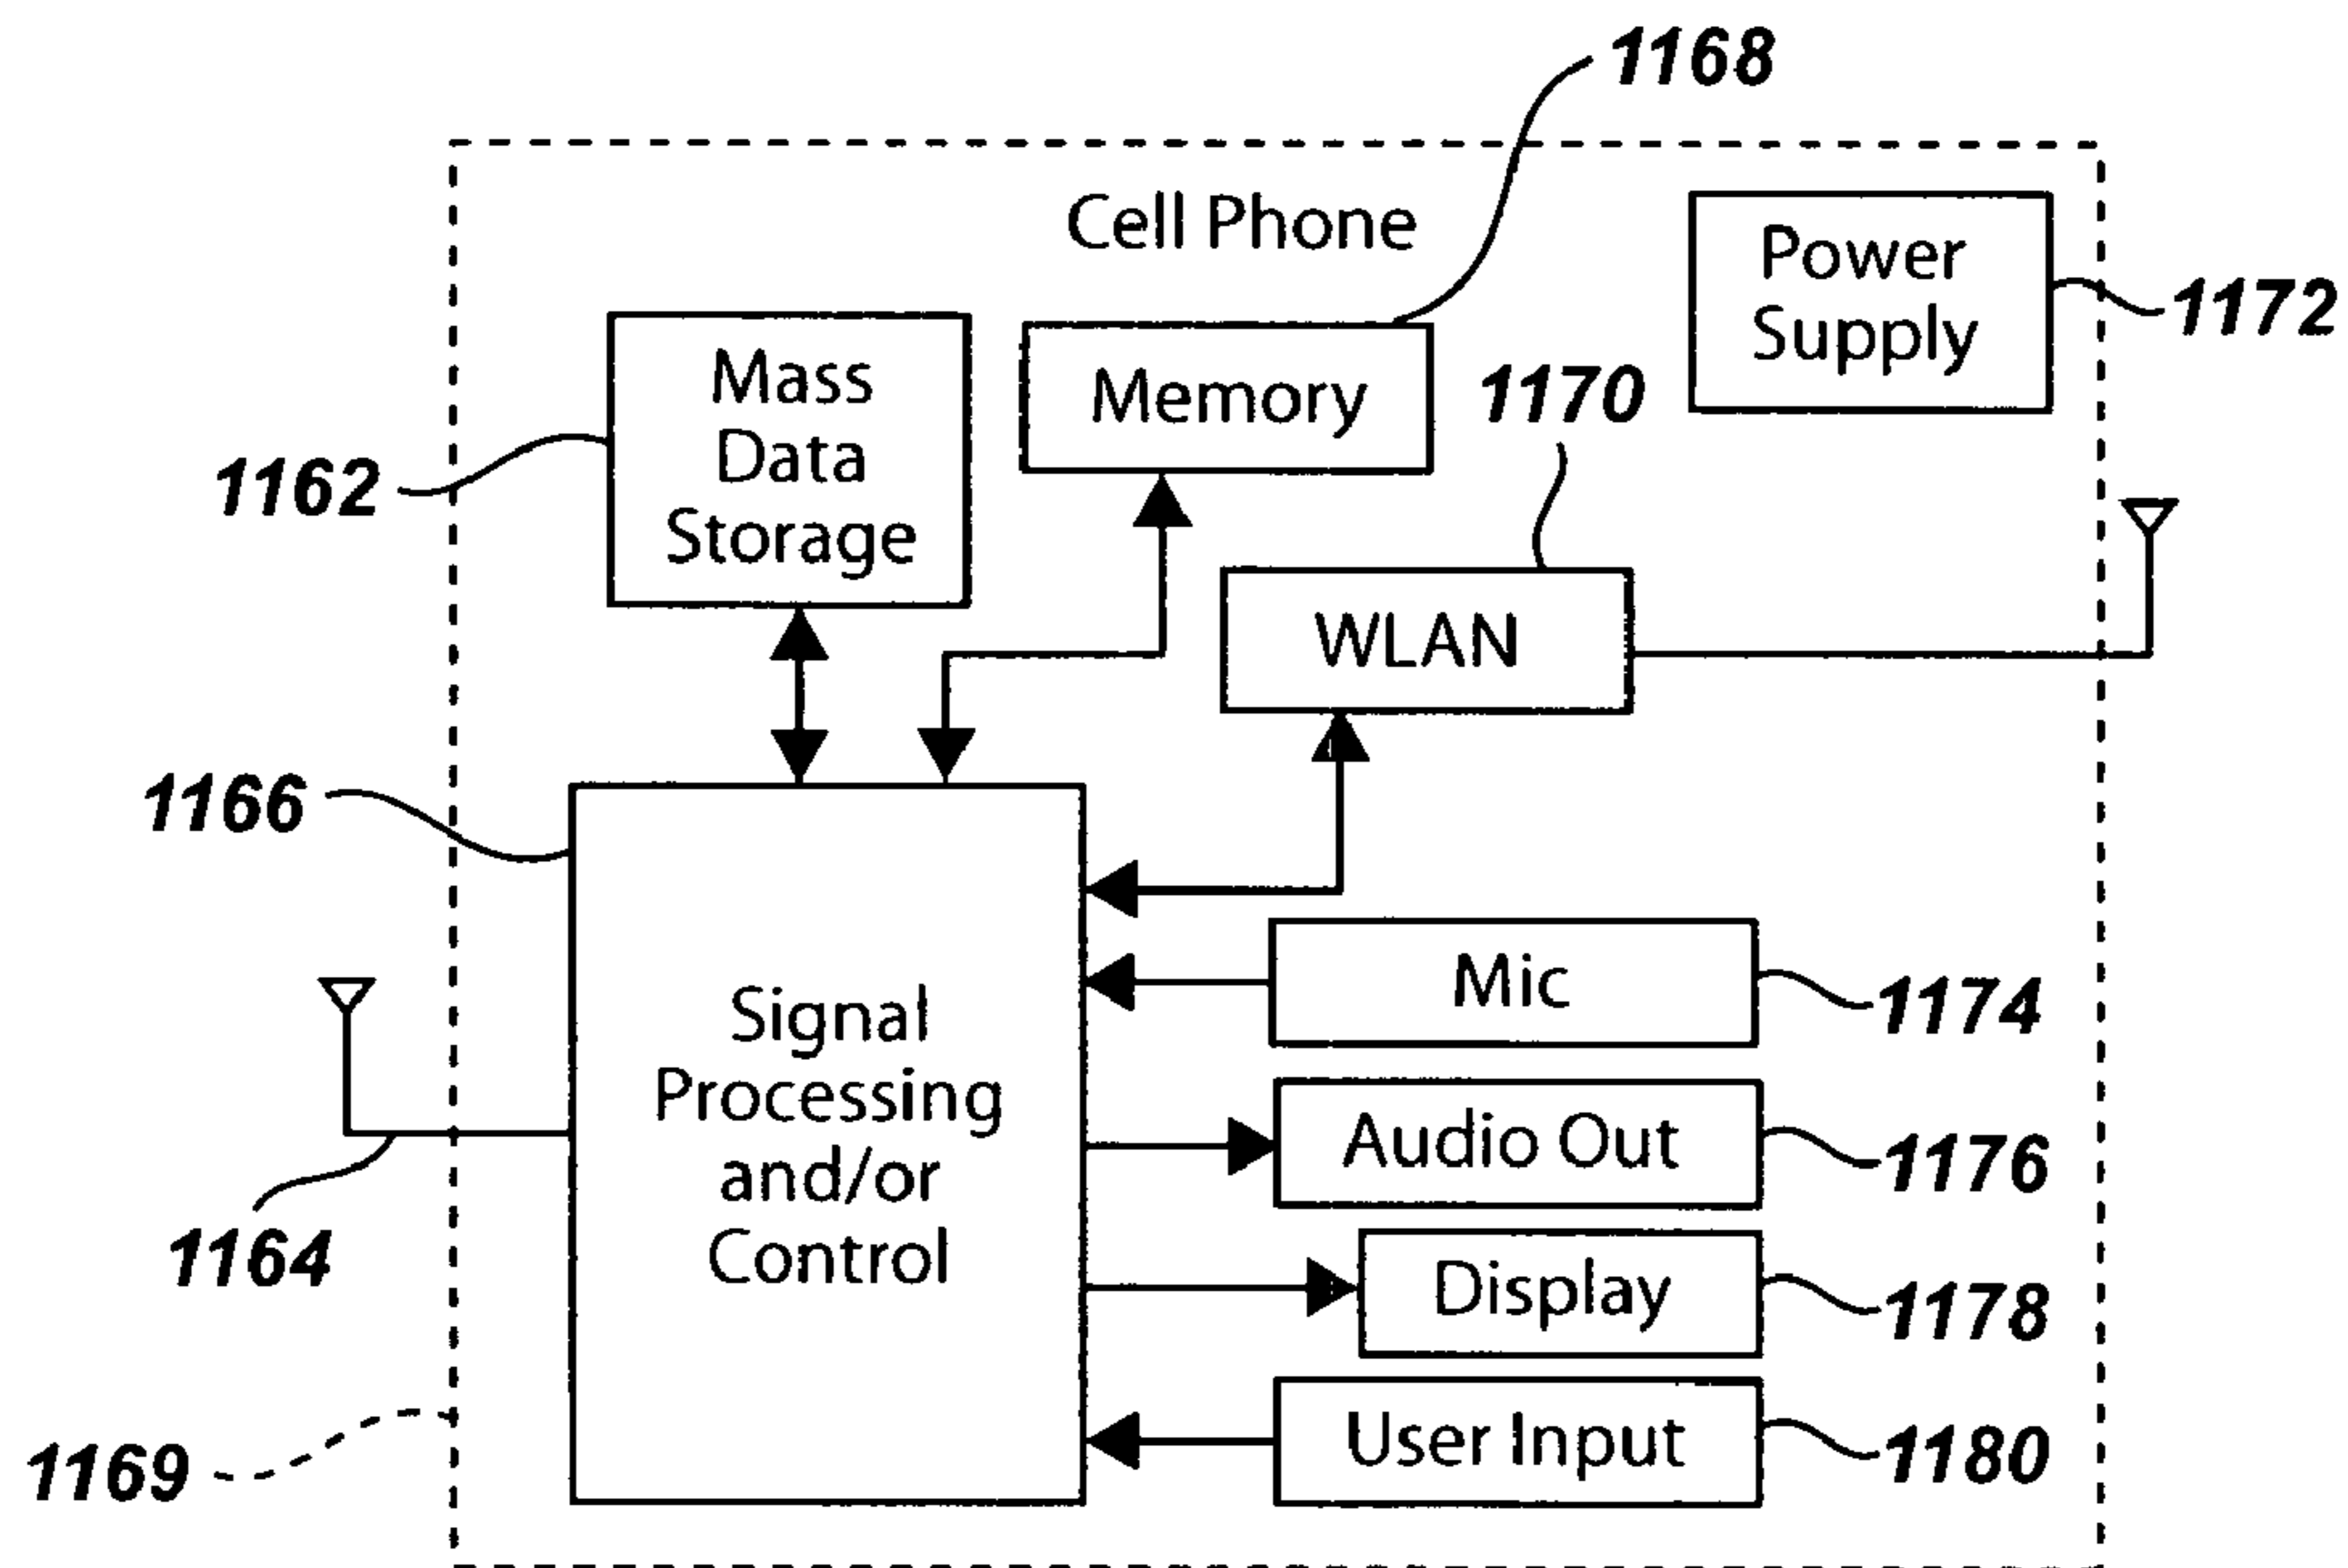 1168
Cell Phone
Power
Supply
1172
Mass
Data
Storage
Memory
1170
1162
WLAN
1166
Signal
Processing
and/or
Control
Mic
1174
Audio Out
1176
1164
Display
1178
User Input
1180
1169